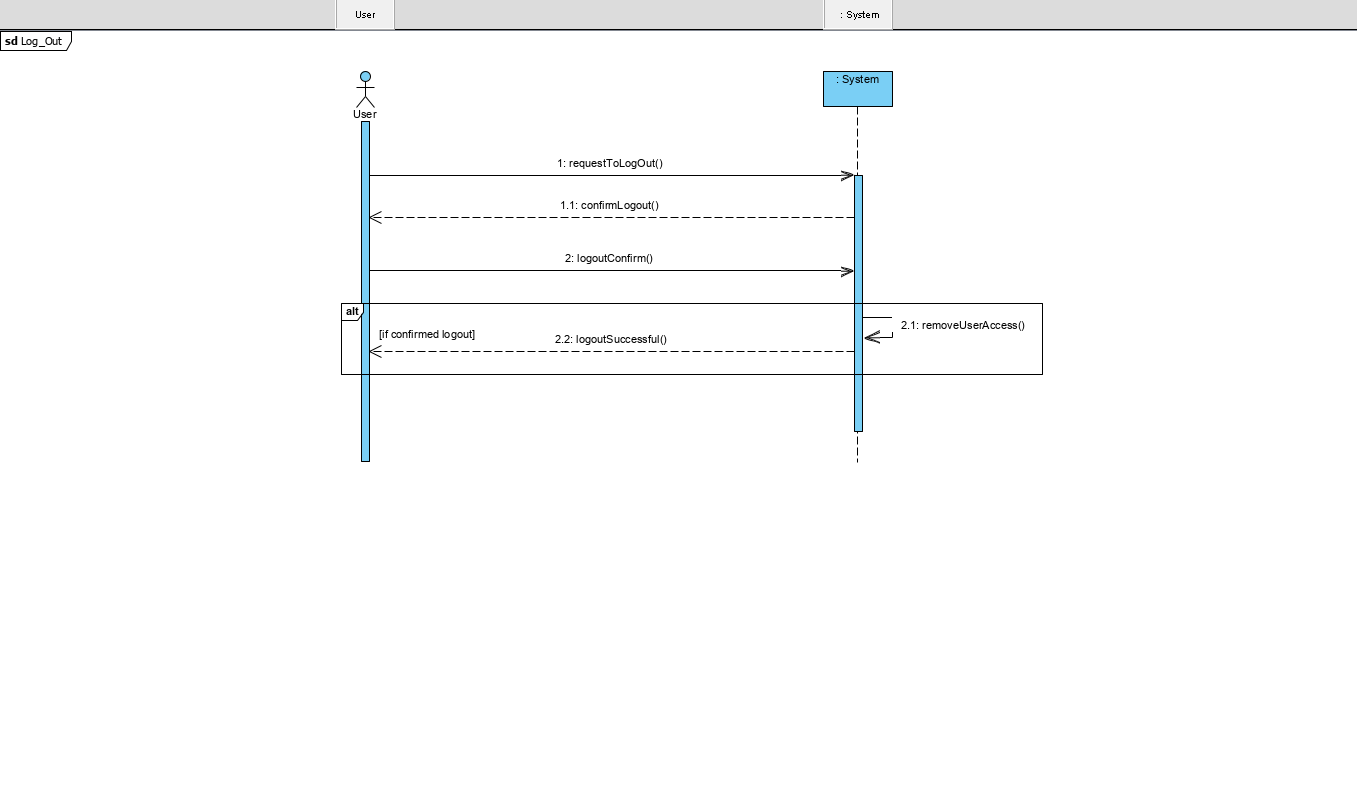 User
: System
sd Log_Out
: System
User
1: requestToLogOut()
1.1: confirmLogout()
2: logoutConfirm()
alt
2.1: removeUserAccess()
[if confirmed logout]
2.2: logoutSuccessful()